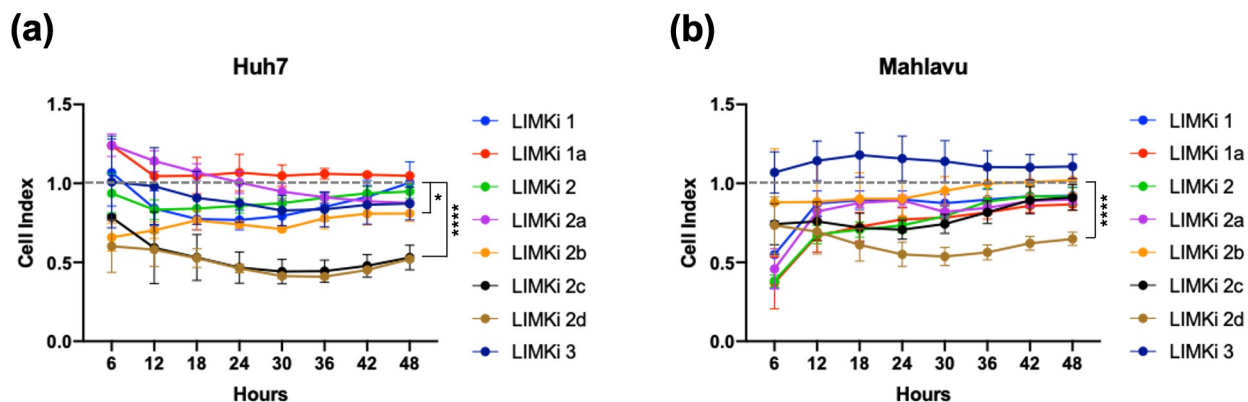 (a)
Huh7
Cell Index
1.5
1.0
0.5
0.0
6 12 18 24 30 36 42 48
Hours
*
****
LIMKi 1
LIMKi 1a
LIMKi 2
LIMKi 2a
LIMKi 2b
LIMKi 2c
LIMKi 2d
LIMKi 3
(b)
Mahlavu
Cell Index
1.5
1.0
0.5
0.0
6 12 18 24 30 36 42 48
Hours
****
LIMKi 1
LIMKi 1a
LIMKi 2
LIMKi 2a
LIMKi 2b
LIMKi 2c
LIMKi 2d
LIMKi 3